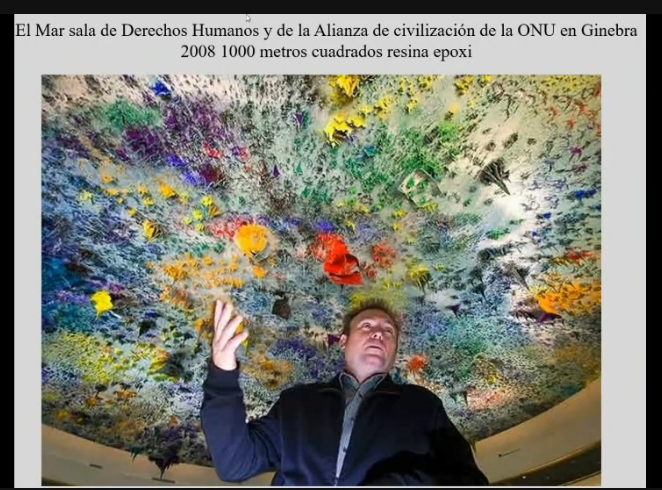 El Mar sala de Derechos Humanos y de la Alianza de civilización de la ONU en Ginebra
2008 1000 metros cuadrados resina epoxi